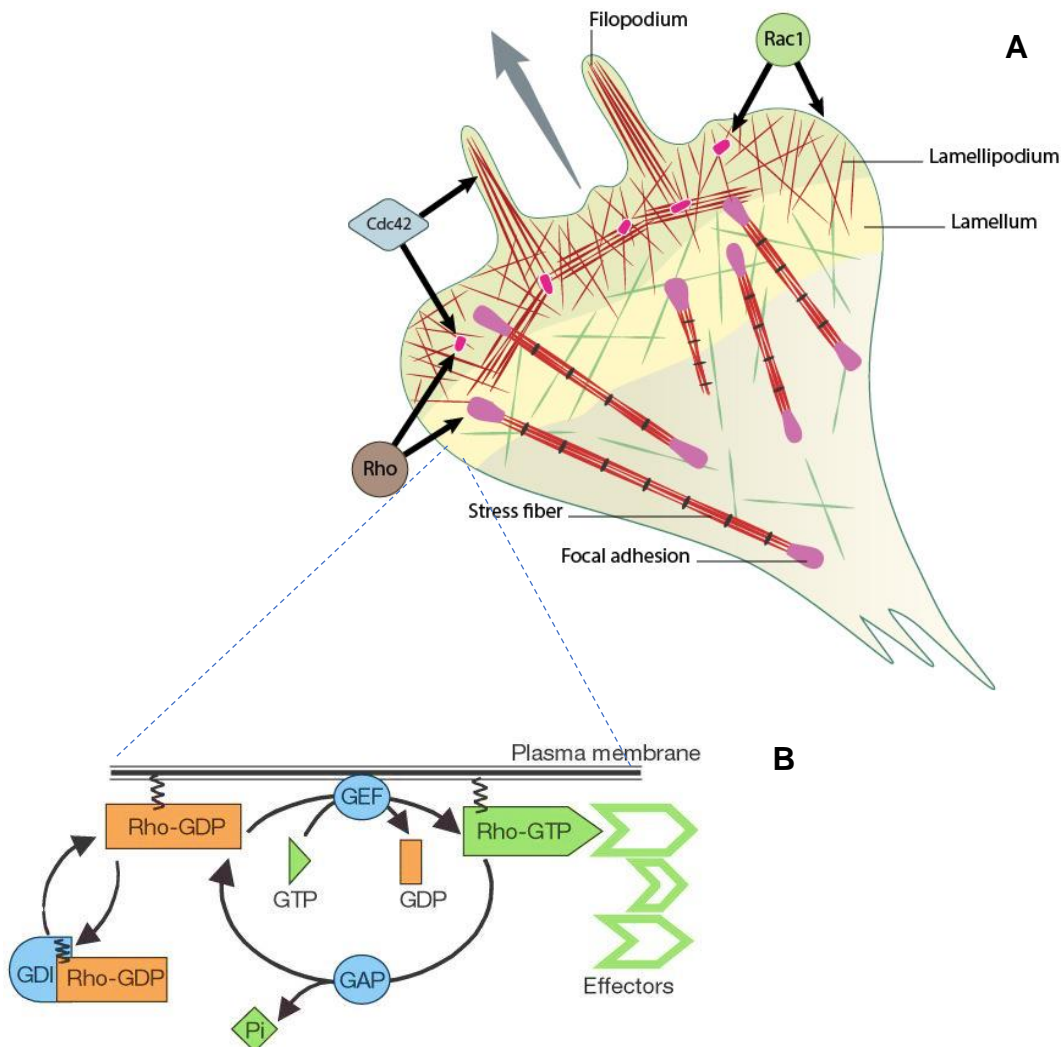 Filopodium
Rac1
A
Lamellipodium
Cdc42
Lamellum
Rho
Stress fiber
Focal adhesion
Plasma membrane
B
GEF
Rho-GDP
Rho-GTP
GTP
GDP
GDI
Rho-GDP
GAP
Effectors
Pi